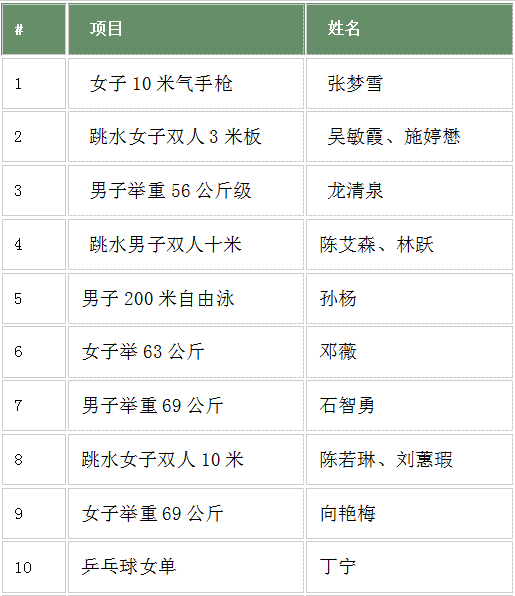 # 项目 姓名
1 女子 10 米气手枪 张梦雪
2 跳水女子双人 3 米板 吴敏霞、施婷懋
3 男子举重 56 公斤级 龙清泉
4 跳水男子双人十米 陈艾森、林跃
5 男子 200 米自由泳 孙杨
6 女子举 63 公斤 邓薇
7 男子举重 69 公斤 石智勇
8 跳水女子双人 10 米 陈若琳、刘蕙瑕
9 女子举重 69 公斤 向艳梅
10 乒乓球女单 丁宁